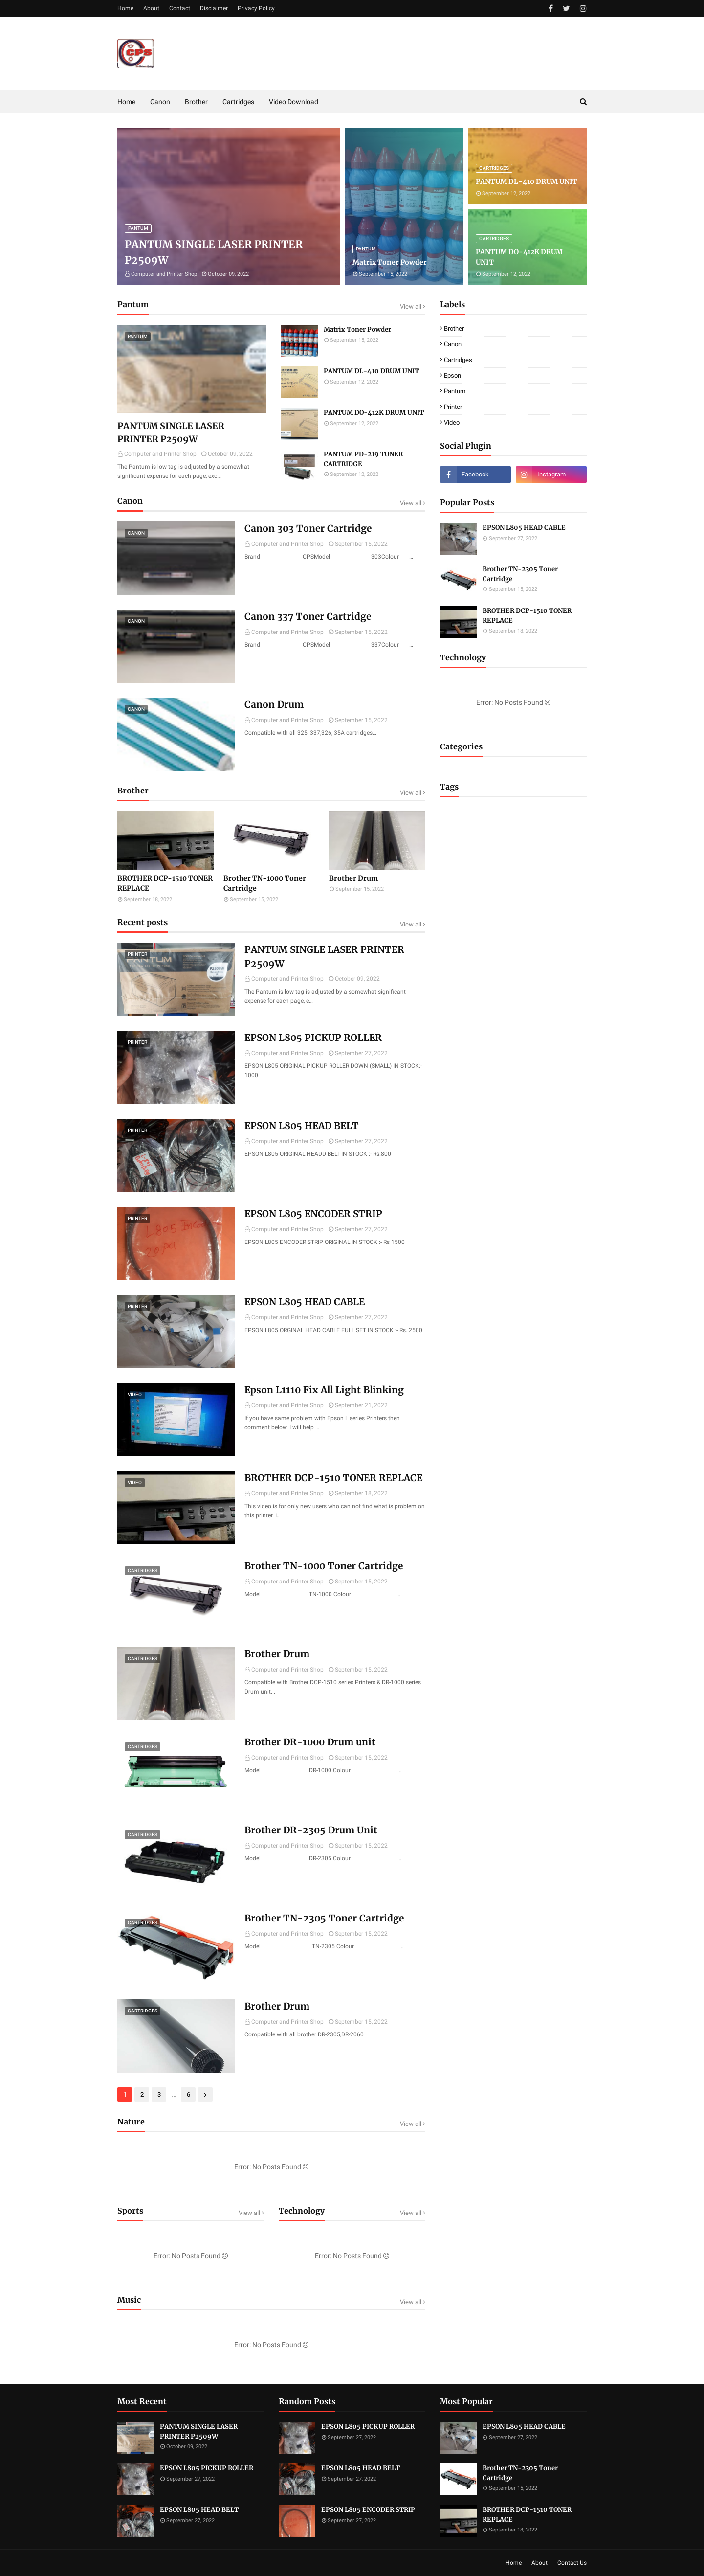 Home About Contact Disclaimer Privacy Policy
CPS
Home Canon Brother Cartridges Video Download
PANTUM
PANTUM SINGLE LASER PRINTER P2509W
Computer and Printer Shop October 09, 2022
PANTUM
Matrix Toner Powder
September 15, 2022
CARTRIDGES
PANTUM DL-410 DRUM UNIT
September 12, 2022
CARTRIDGES
PANTUM DO-412K DRUM UNIT
September 12, 2022
Pantum View all
PANTUM
PANTUM SINGLE LASER PRINTER P2509W
Computer and Printer Shop October 09, 2022
The Pantum is low tag is adjusted by a somewhat significant expense for each page, exc...
Matrix Toner Powder
September 15, 2022
PANTUM DL-410 DRUM UNIT
September 12, 2022
PANTUM DO-412K DRUM UNIT
September 12, 2022
PANTUM PD-219 TONER CARTRIDGE
September 12, 2022
Canon View all
CANON
Canon 303 Toner Cartridge
Computer and Printer Shop September 15, 2022
Brand CPSModel 303Colour ...
CANON
Canon 337 Toner Cartridge
Computer and Printer Shop September 15, 2022
Brand CPSModel 337Colour ...
CANON
Canon Drum
Computer and Printer Shop September 15, 2022
Compatible with all 325, 337,326, 35A cartridges...
Brother View all
BROTHER DCP-1510 TONER REPLACE
September 18, 2022
Brother TN-1000 Toner Cartridge
September 15, 2022
Brother Drum
September 15, 2022
Recent posts View all
PRINTER
PANTUM SINGLE LASER PRINTER P2509W
Computer and Printer Shop October 09, 2022
The Pantum is low tag is adjusted by a somewhat significant expense for each page, e...
PRINTER
EPSON L805 PICKUP ROLLER
Computer and Printer Shop September 27, 2022
EPSON L805 ORIGINAL PICKUP ROLLER DOWN (SMALL) IN STOCK:- 1000
PRINTER
EPSON L805 HEAD BELT
Computer and Printer Shop September 27, 2022
EPSON L805 ORIGINAL HEADD BELT IN STOCK :- Rs.800
PRINTER
EPSON L805 ENCODER STRIP
Computer and Printer Shop September 27, 2022
EPSON L805 ENCODER STRIP ORIGINAL IN STOCK :- Rs 1500
PRINTER
EPSON L805 HEAD CABLE
Computer and Printer Shop September 27, 2022
EPSON L805 ORGINAL HEAD CABLE FULL SET IN STOCK :- Rs. 2500
VIDEO
Epson L1110 Fix All Light Blinking
Computer and Printer Shop September 21, 2022
If you have same problem with Epson L series Printers then comment below. I will help ...
VIDEO
BROTHER DCP-1510 TONER REPLACE
Computer and Printer Shop September 18, 2022
This video is for only new users who can not find what is problem on this printer. I...
CARTRIDGES
Brother TN-1000 Toner Cartridge
Computer and Printer Shop September 15, 2022
Model TN-1000 Colour ...
CARTRIDGES
Brother Drum
Computer and Printer Shop September 15, 2022
Compatible with Brother DCP-1510 series Printers & DR-1000 series Drum unit. .
CARTRIDGES
Brother DR-1000 Drum unit
Computer and Printer Shop September 15, 2022
Model DR-1000 Colour ...
CARTRIDGES
Brother DR-2305 Drum Unit
Computer and Printer Shop September 15, 2022
Model DR-2305 Colour ...
CARTRIDGES
Brother TN-2305 Toner Cartridge
Computer and Printer Shop September 15, 2022
Model TN-2305 Colour ...
CARTRIDGES
Brother Drum
Computer and Printer Shop September 15, 2022
Compatible with all brother DR-2305,DR-2060
1 2 3 ... 6
Nature View all
Error: No Posts Found
Sports View all
Error: No Posts Found
Technology View all
Error: No Posts Found
Music View all
Error: No Posts Found
Labels
Brother
Canon
Cartridges
Epson
Pantum
Printer
Video
Social Plugin
Facebook Instagram
Popular Posts
EPSON L805 HEAD CABLE
September 27, 2022
Brother TN-2305 Toner Cartridge
September 15, 2022
BROTHER DCP-1510 TONER REPLACE
September 18, 2022
Technology
Error: No Posts Found
Categories
Tags
Most Recent
PANTUM SINGLE LASER PRINTER P2509W
October 09, 2022
EPSON L805 PICKUP ROLLER
September 27, 2022
EPSON L805 HEAD BELT
September 27, 2022
Random Posts
EPSON L805 PICKUP ROLLER
September 27, 2022
EPSON L805 HEAD BELT
September 27, 2022
EPSON L805 ENCODER STRIP
September 27, 2022
Most Popular
EPSON L805 HEAD CABLE
September 27, 2022
Brother TN-2305 Toner Cartridge
September 15, 2022
BROTHER DCP-1510 TONER REPLACE
September 18, 2022
Home About Contact Us